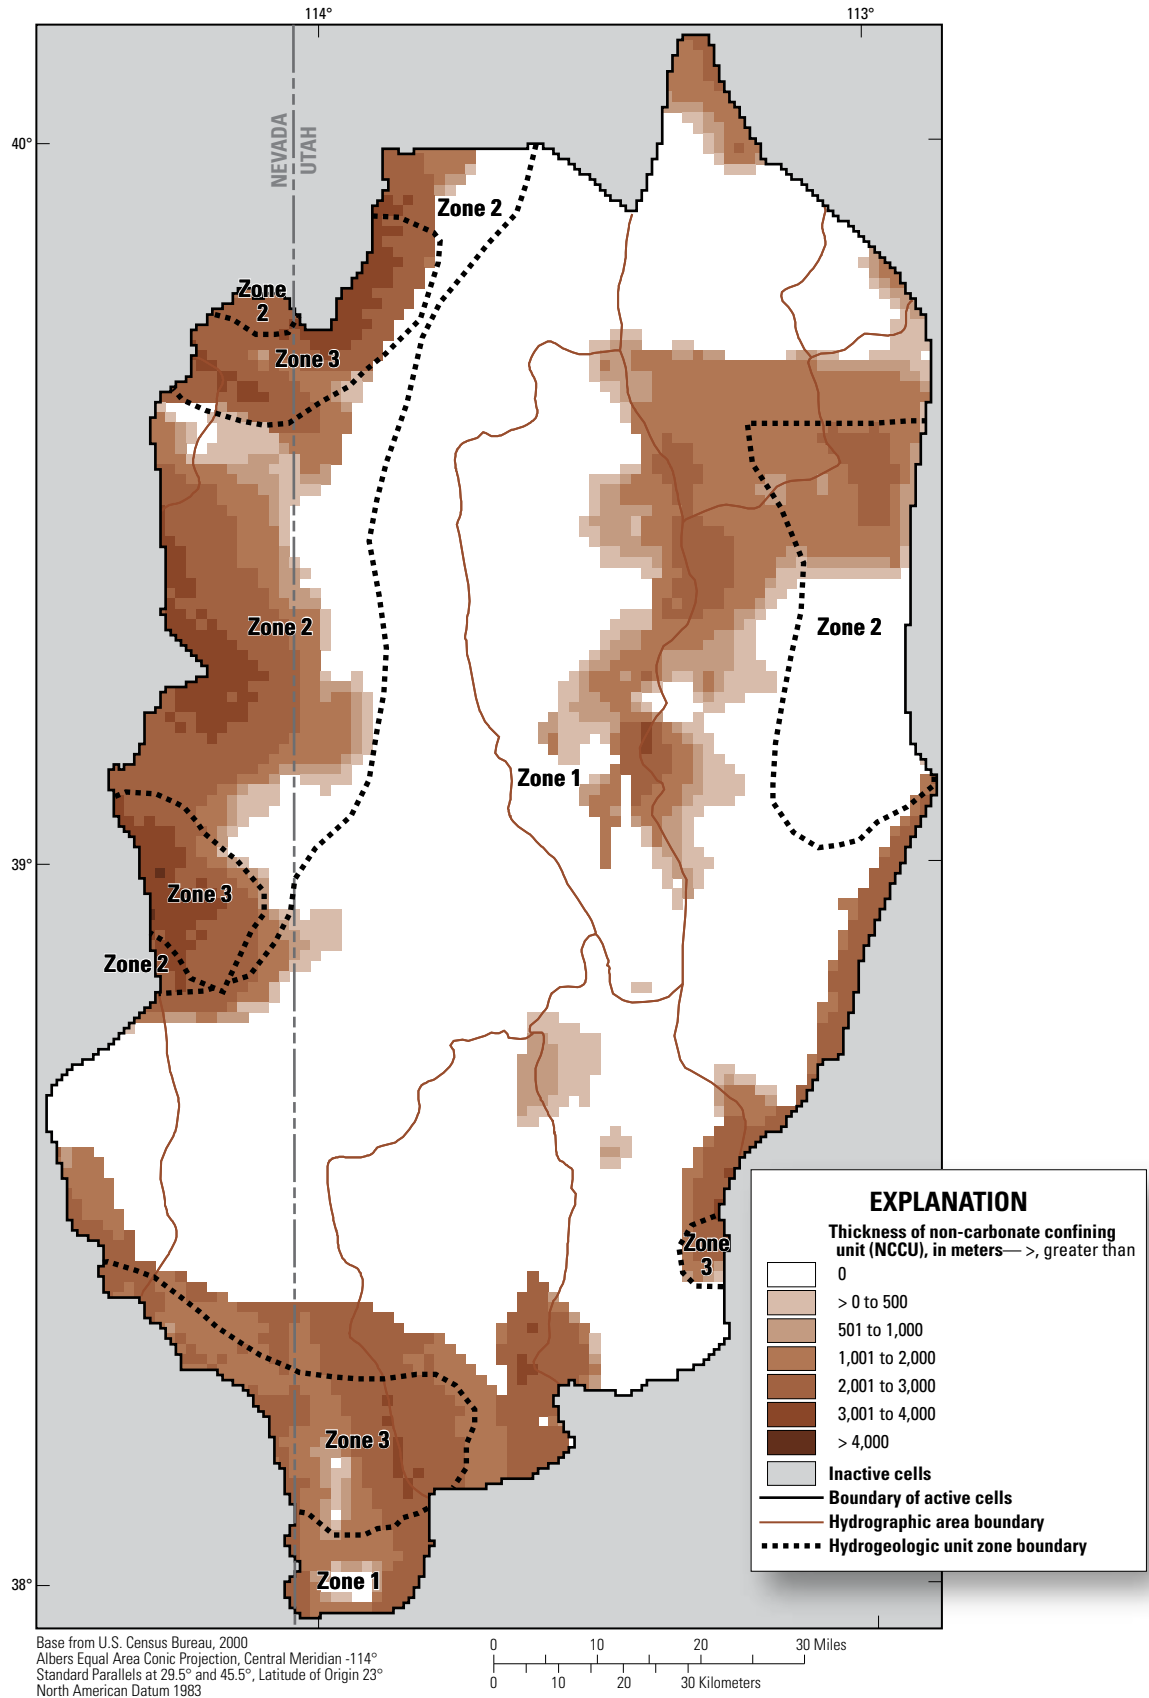 114°
113°
40°
NEVADA
UTAH
Zone 2
Zone
2
Zone 3
Zone 2
Zone 2
Zone 1
39°
Zone 3
Zone 2
Zone
3
Zone 3
Zone 1
38°
EXPLANATION
Thickness of non-carbonate confining
unit (NCCU), in meters— >, greater than
0
> 0 to 500
501 to 1,000
1,001 to 2,000
2,001 to 3,000
3,001 to 4,000
> 4,000
Inactive cells
Boundary of active cells
Hydrographic area boundary
Hydrogeologic unit zone boundary
Base from U.S. Census Bureau, 2000
Albers Equal Area Conic Projection, Central Meridian -114°
Standard Parallels at 29.5° and 45.5°, Latitude of Origin 23°
North American Datum 1983
0 10 20 30 Miles
0 10 20 30 Kilometers